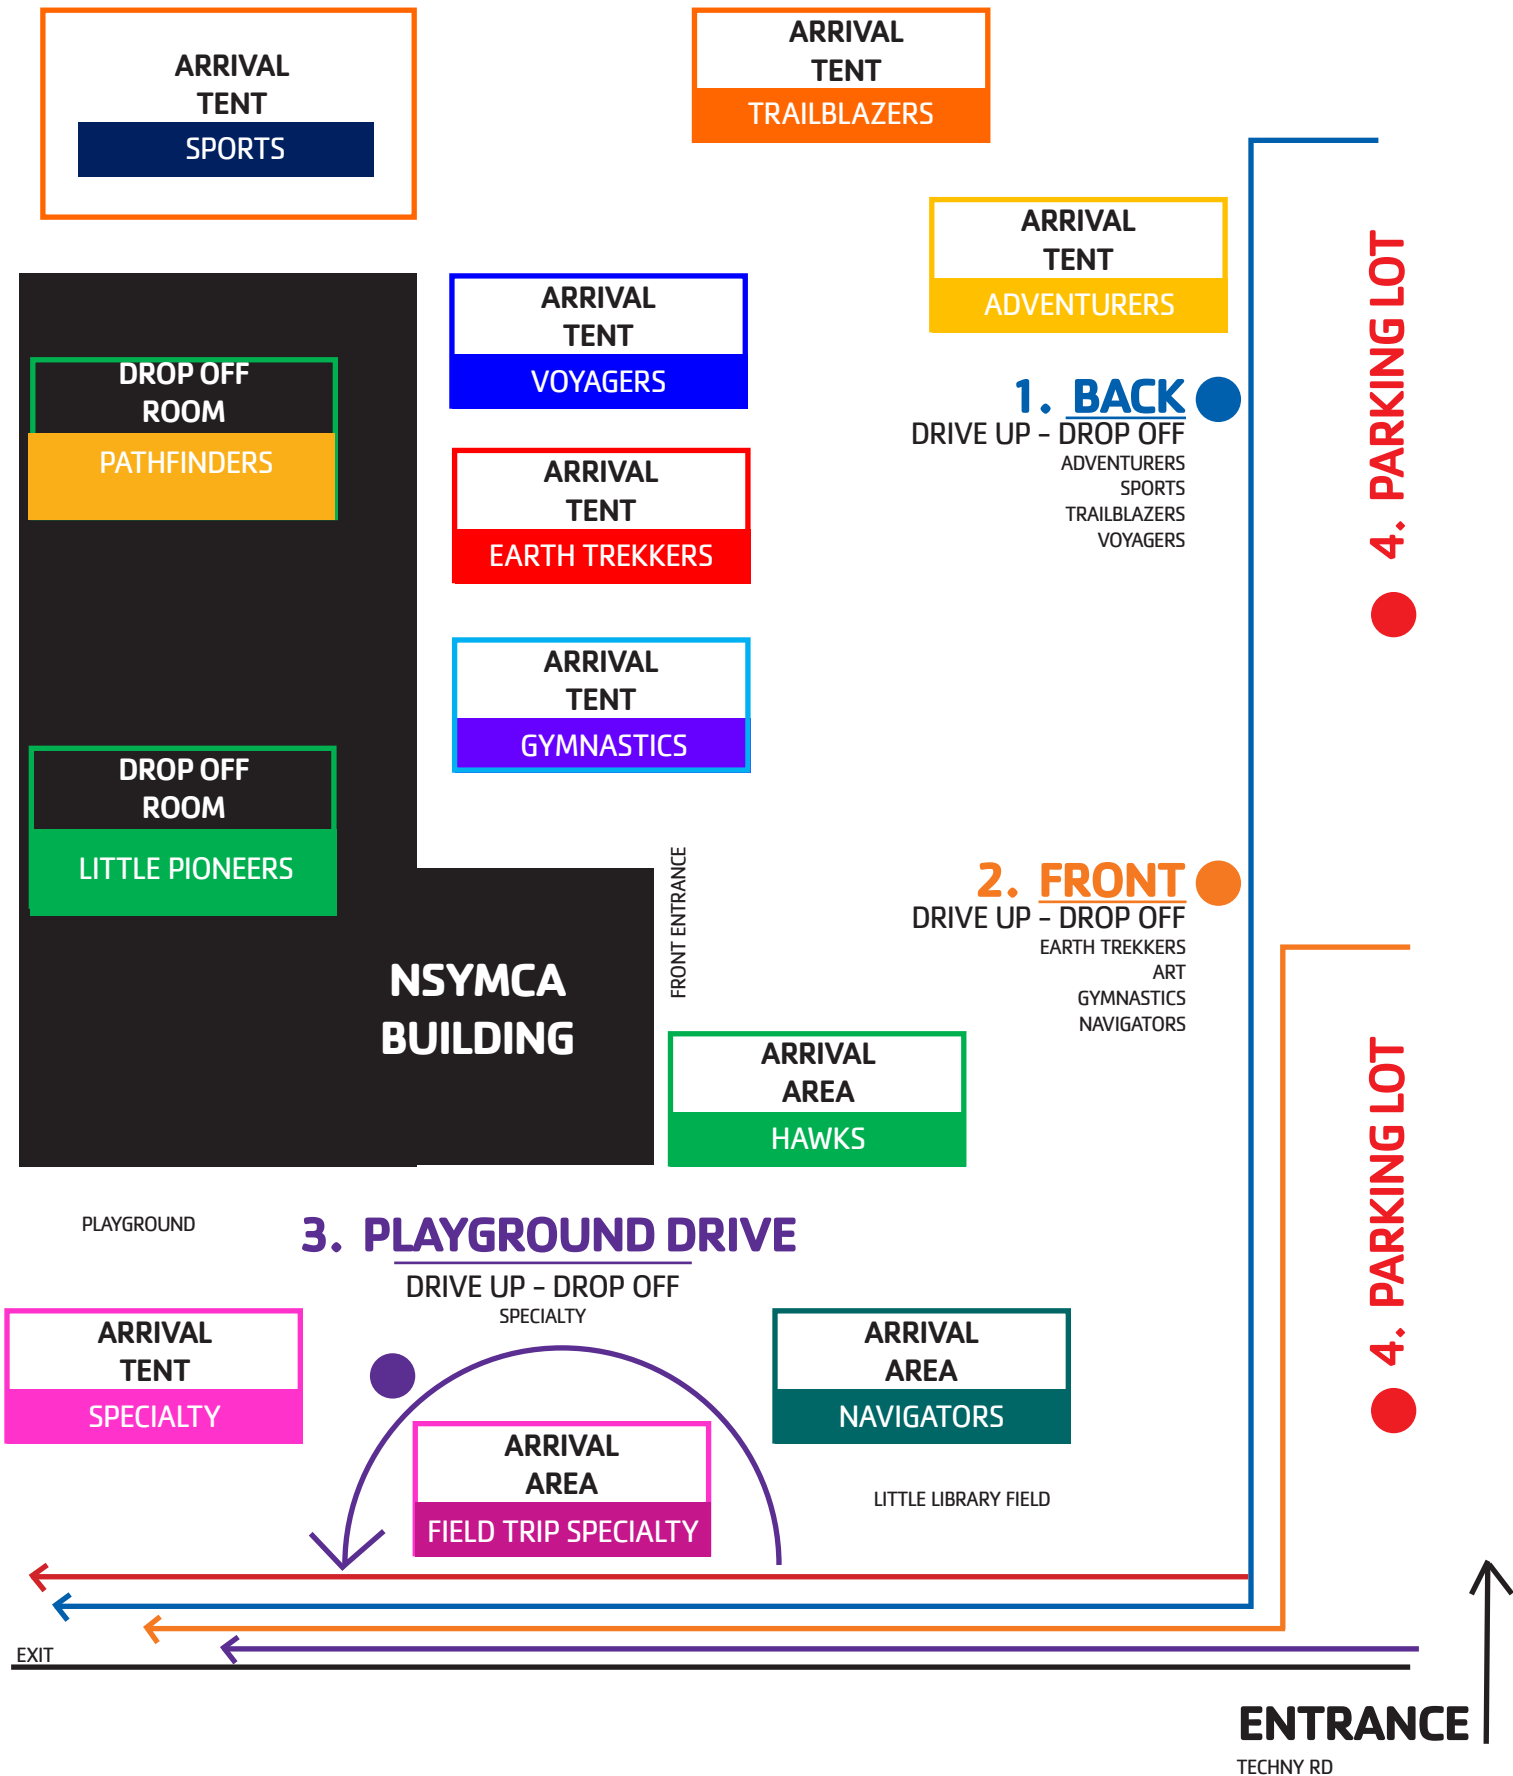 ARRIVAL
TENT
SPORTS
ARRIVAL
TENT
TRAILBLAZERS
ARRIVAL
TENT
ADVENTURERS
DROP OFF
ROOM
PATHFINDERS
ARRIVAL
TENT
VOYAGERS
1. BACK
DRIVE UP – DROP OFF
ADVENTURERS
SPORTS
TRAILBLAZERS
VOYAGERS
4. PARKING LOT
ARRIVAL
TENT
EARTH TREKKERS
ARRIVAL
TENT
GYMNASTICS
DROP OFF
ROOM
LITTLE PIONEERS
NSYMCA
BUILDING
FRONT ENTRANCE
2. FRONT
DRIVE UP – DROP OFF
EARTH TREKKERS
ART
GYMNASTICS
NAVIGATORS
ARRIVAL
AREA
HAWKS
4. PARKING LOT
PLAYGROUND
3. PLAYGROUND DRIVE
DRIVE UP – DROP OFF
SPECIALTY
ARRIVAL
TENT
SPECIALTY
ARRIVAL
AREA
FIELD TRIP SPECIALTY
ARRIVAL
AREA
NAVIGATORS
LITTLE LIBRARY FIELD
EXIT
ENTRANCE
TECHNY RD